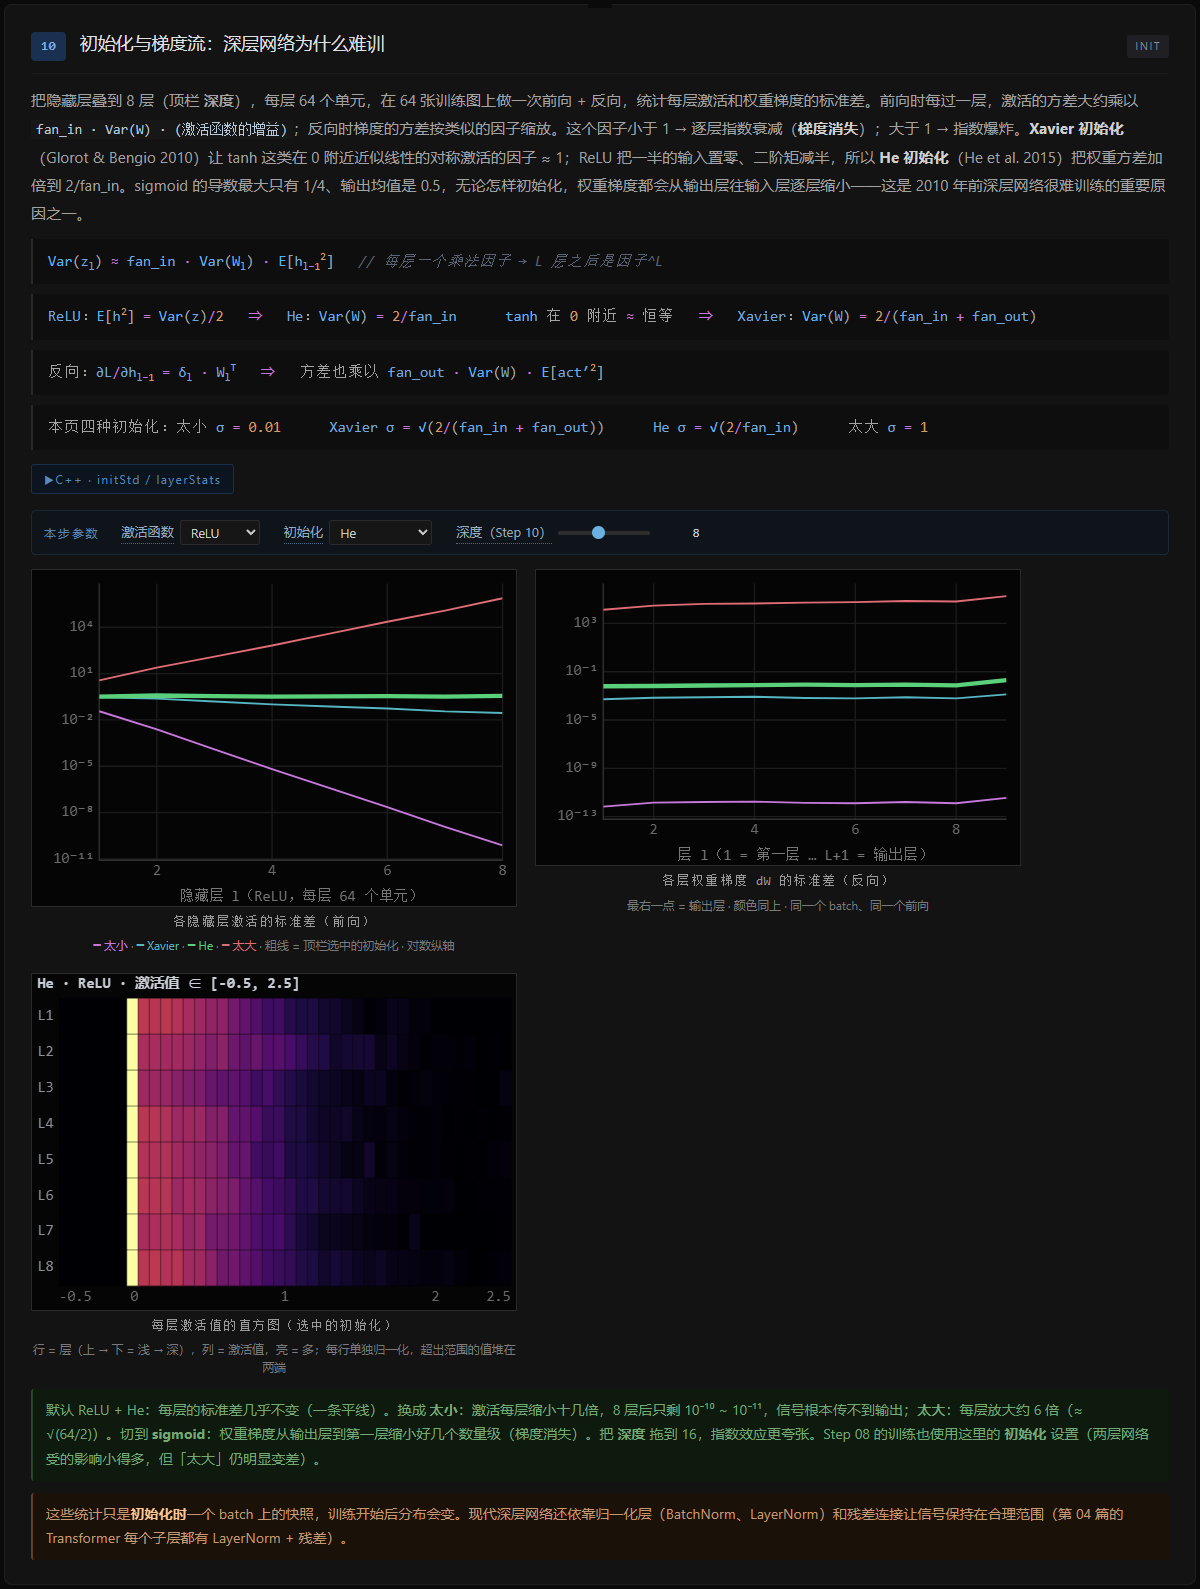 10 初始化与梯度流：深层网络为什么难训 INIT
把隐藏层叠到 8 层（顶栏 深度），每层 64 个单元，在 64 张训练图上做一次前向 + 反向，统计每层激活和权重梯度的标准差。前向时每过一层，激活的方差大约乘以
fan_in · Var(W) · (激活函数的增益)；反向时梯度的方差按类似的因子缩放。这个因子小于 1 → 逐层指数衰减（梯度消失）；大于 1 → 指数爆炸。Xavier 初始化
（Glorot & Bengio 2010）让 tanh 这类在 0 附近近似线性的对称激活的因子 ≈ 1；ReLU 把一半的输入置零、二阶矩减半，所以 He 初始化（He et al. 2015）把权重方差加
倍到 2/fan_in。sigmoid 的导数最大只有 1/4、输出均值是 0.5，无论怎样初始化，权重梯度都会从输出层往输入层逐层缩小——这是 2010 年前深层网络很难训练的重要原
因之一。
Var(z_l) ≈ fan_in · Var(W_l) · E[h_{l−1}²] // 每层一个乘法因子 → L 层之后是因子^L
ReLU：E[h²] = Var(z)/2 ⇒ He：Var(W) = 2/fan_in tanh 在 0 附近 ≈ 恒等 ⇒ Xavier：Var(W) = 2/(fan_in + fan_out)
反向：∂L/∂h_{l−1} = δ_l · W_lᵀ ⇒ 方差也乘以 fan_out · Var(W) · E[act′²]
本页四种初始化：太小 σ = 0.01 Xavier σ = √(2/(fan_in + fan_out)) He σ = √(2/fan_in) 太大 σ = 1
▶C++ · initStd / layerStats
本步参数 激活函数 ReLU 初始化 He 深度（Step 10） 8
10⁴
10¹
10⁻²
10⁻⁵
10⁻⁸
10⁻¹¹
2 4 6 8
隐藏层 l（ReLU，每层 64 个单元）
各隐藏层激活的标准差（前向）
━ 太小 · ━ Xavier · ━ He · ━ 太大 · 粗线 = 顶栏选中的初始化 · 对数纵轴
10³
10⁻¹
10⁻⁵
10⁻⁹
10⁻¹³
2 4 6 8
层 l（1 = 第一层 … L+1 = 输出层）
各层权重梯度 dW 的标准差（反向）
最右一点 = 输出层 · 颜色同上 · 同一个 batch、同一个前向
He · ReLU · 激活值 ∈ [-0.5, 2.5]
L1
L2
L3
L4
L5
L6
L7
L8
-0.5 0 1 2 2.5
每层激活值的直方图（选中的初始化）
行 = 层（上 → 下 = 浅 → 深），列 = 激活值，亮 = 多；每行单独归一化，超出范围的值堆在
两端
默认 ReLU + He：每层的标准差几乎不变（一条平线）。换成 太小：激活每层缩小十几倍，8 层后只剩 10⁻¹⁰ ~ 10⁻¹¹，信号根本传不到输出；太大：每层放大约 6 倍（≈
√(64/2)）。切到 sigmoid：权重梯度从输出层到第一层缩小好几个数量级（梯度消失）。把 深度 拖到 16，指数效应更夸张。Step 08 的训练也使用这里的 初始化 设置（两层网络
受的影响小得多，但「太大」仍明显变差）。
这些统计只是初始化时一个 batch 上的快照，训练开始后分布会变。现代深层网络还依靠归一化层（BatchNorm、LayerNorm）和残差连接让信号保持在合理范围（第 04 篇的
Transformer 每个子层都有 LayerNorm + 残差）。